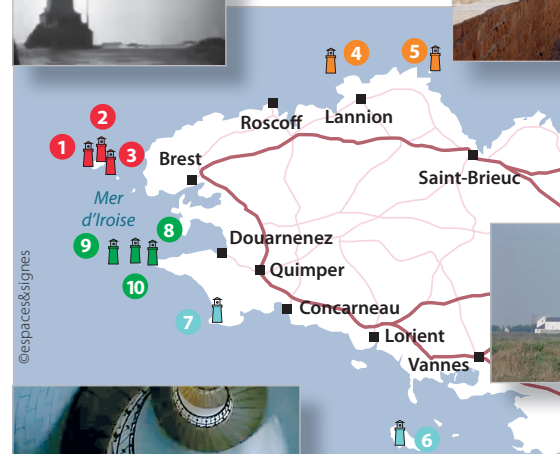 4
5
Roscoff
Lannion
2
1
3
Brest
Saint-Brieuc
Mer
d'Iroise
8
9
Douarnenez
10
Quimper
7
Concarneau
Lorient
Vannes
6
©espaces&signes